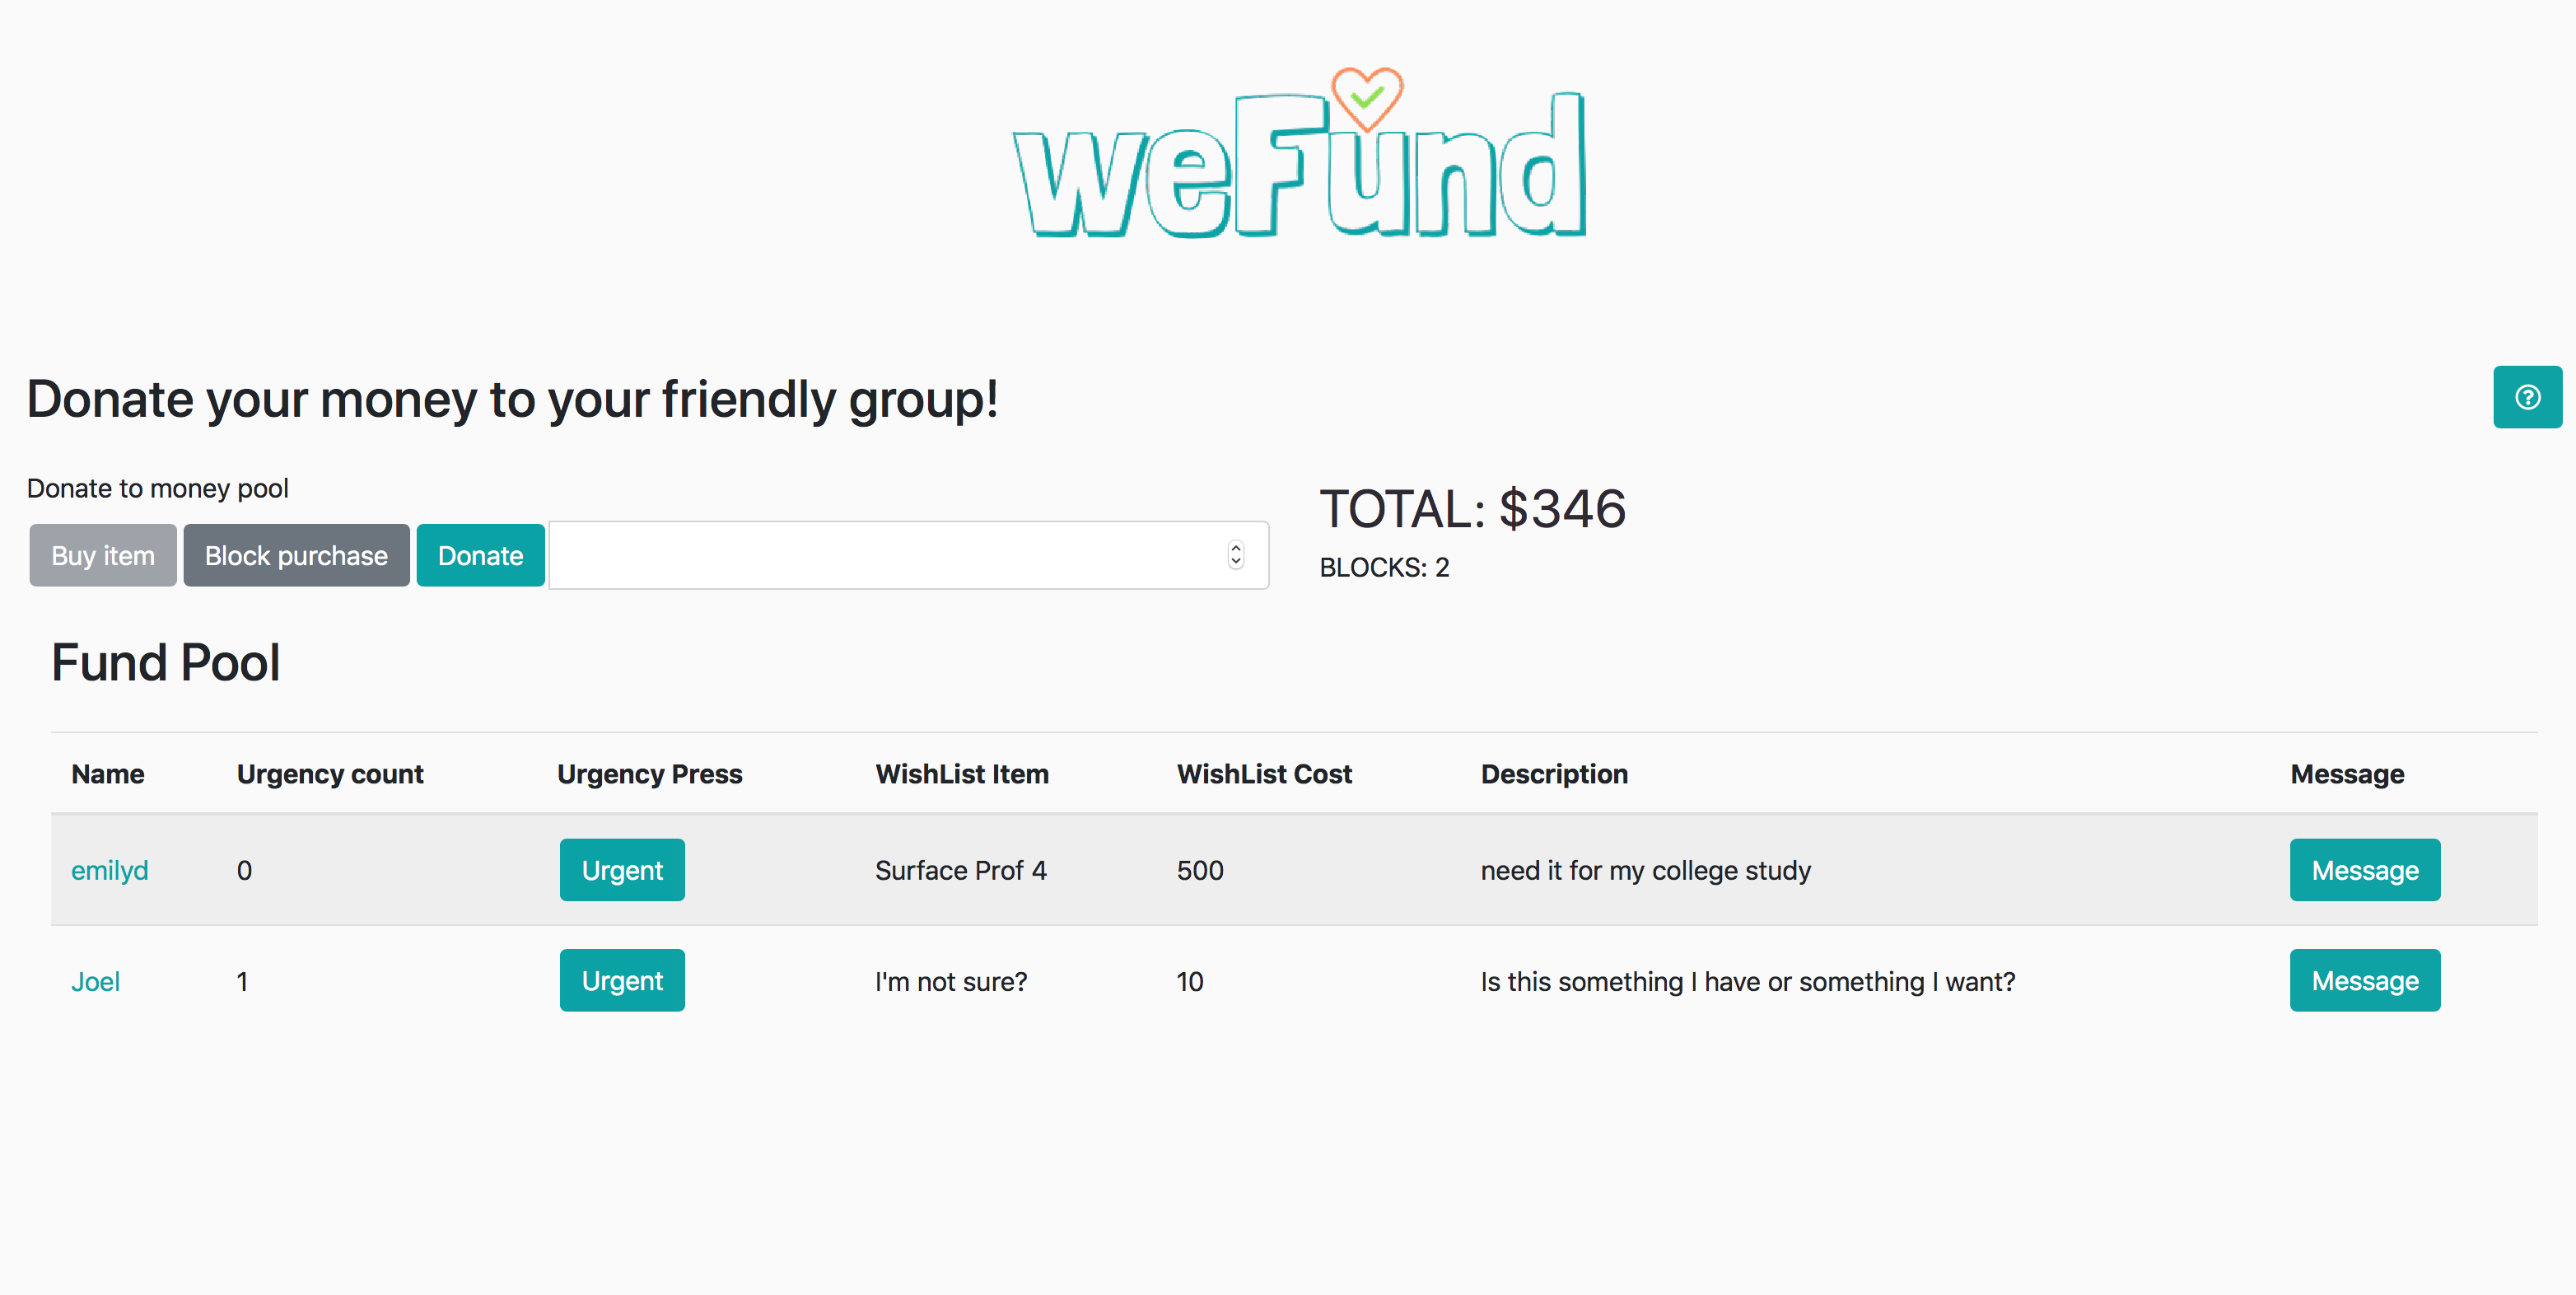 weFund
Donate your money to your friendly group!
Donate to money pool
Buy item Block purchase Donate
TOTAL: $346
BLOCKS: 2
Fund Pool
Name Urgency count Urgency Press WishList Item WishList Cost Description Message
emilyd 0 Urgent Surface Prof 4 500 need it for my college study Message
Joel 1 Urgent I'm not sure? 10 Is this something I have or something I want? Message